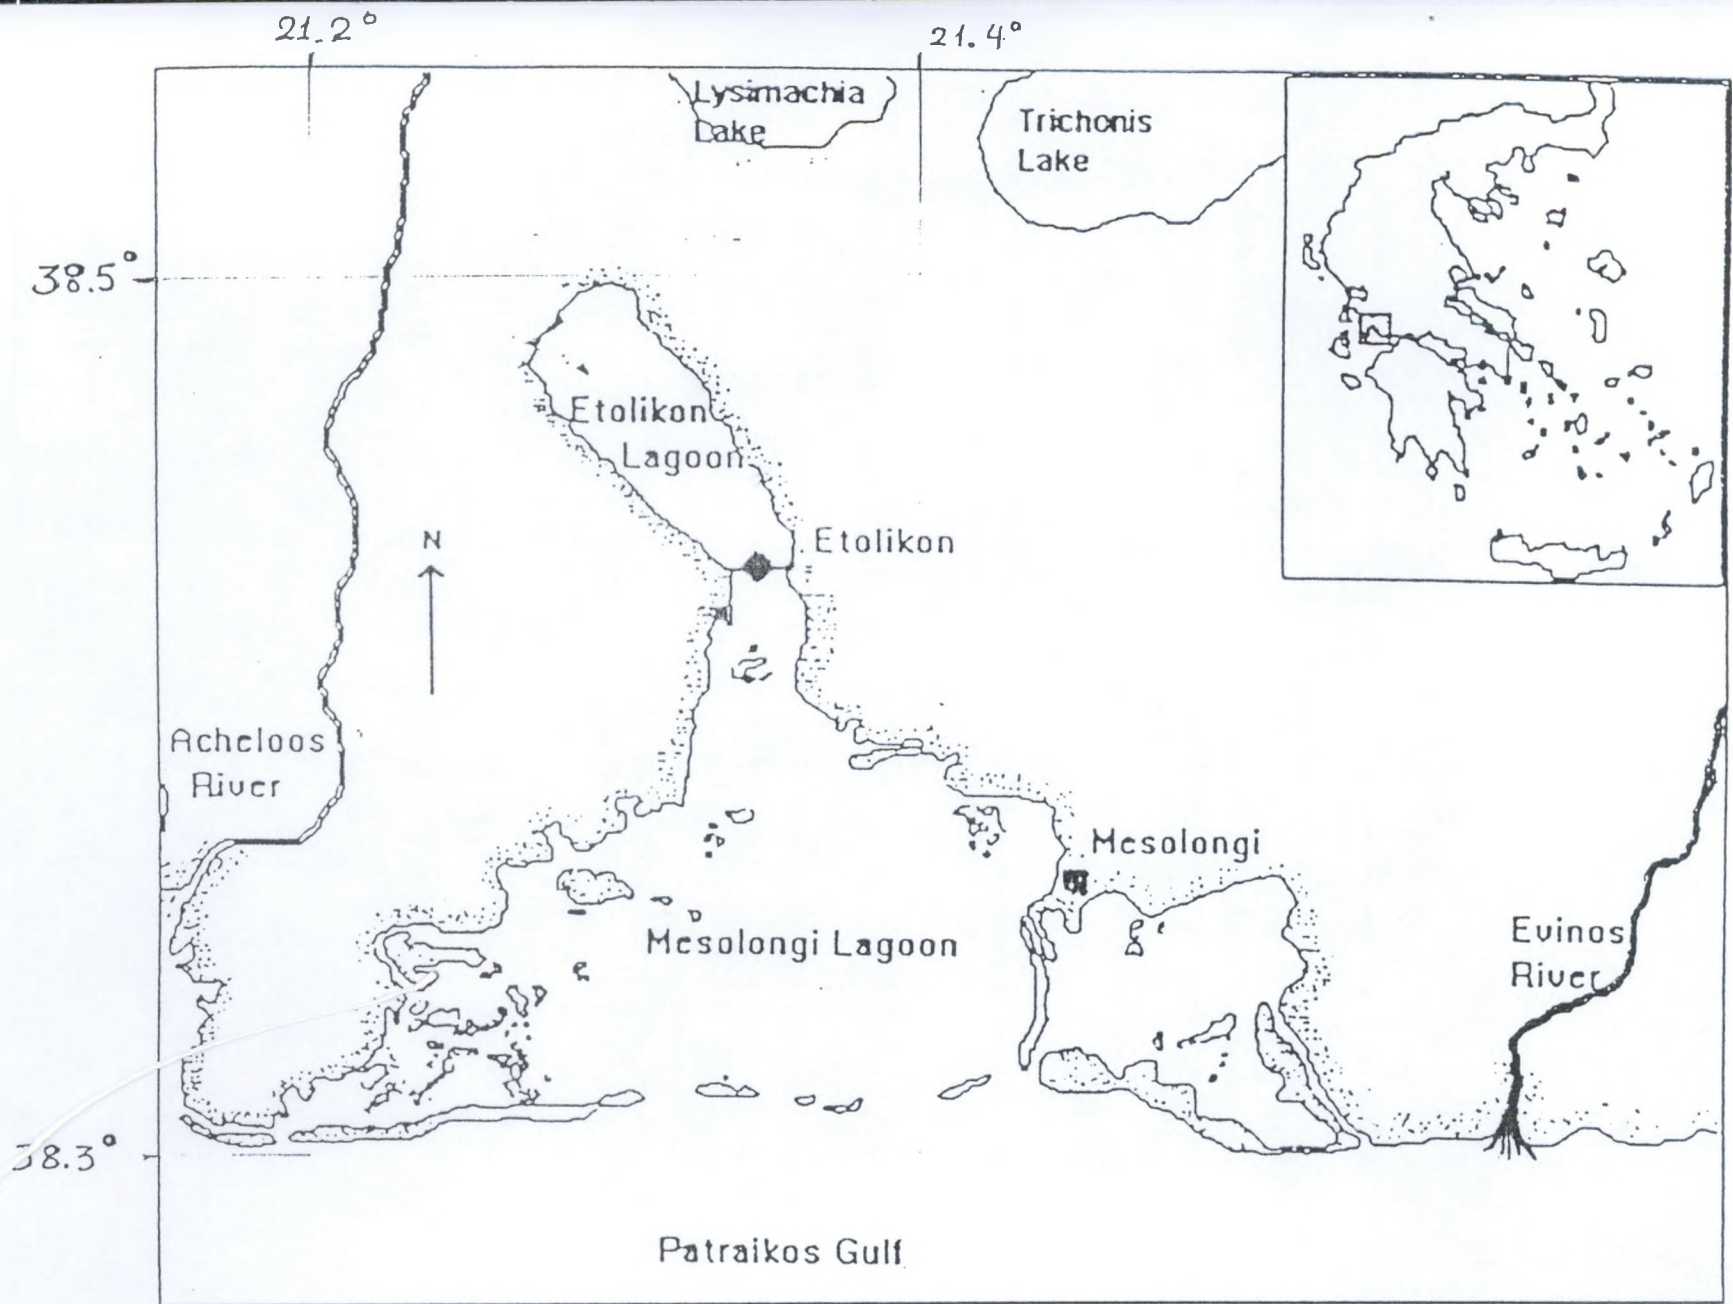 21.2°
21.4°
Lysimachia
Lake
Trichonis
Lake
38.5°
Etolikon
Lagoon
Etolikon
N
Acheloos
River
Mesolongi
Mesolongi Lagoon
Evinos
River
38.3°
Patraikos Gulf